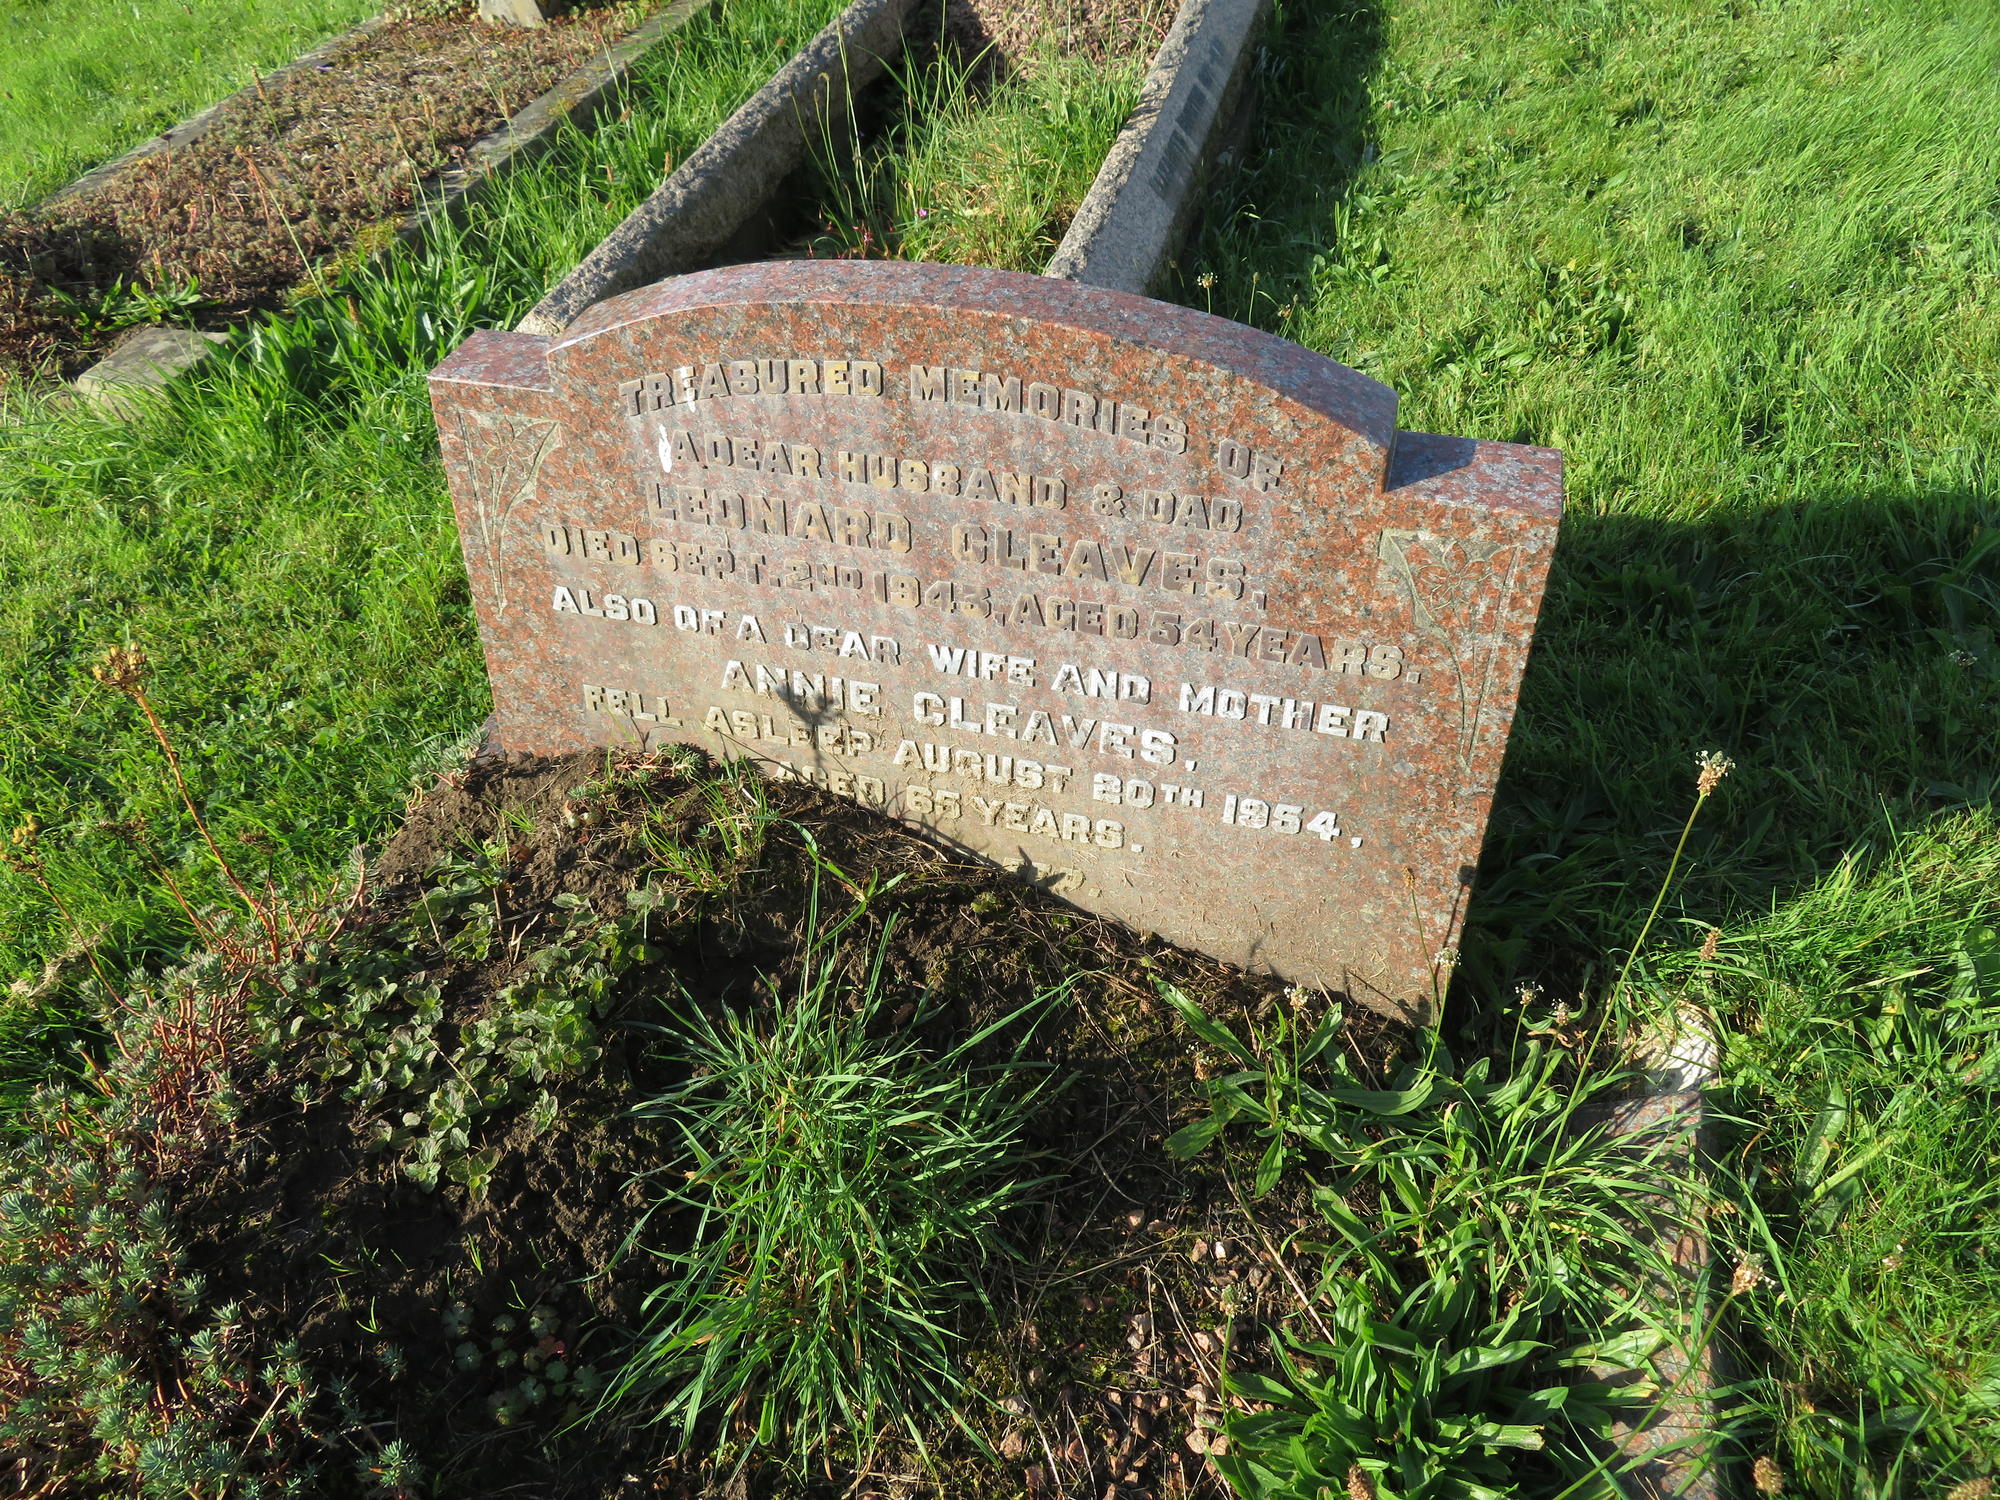 TREASURED MEMORIES OF
A DEAR HUSBAND & DAD
LEONARD CLEAVES,
DIED SEPT. 2ND 1943, AGED 54 YEARS.
ALSO OF A DEAR WIFE AND MOTHER
ANNIE CLEAVES,
FELL ASLEEP AUGUST 20TH 1954,
AGED 65 YEARS.